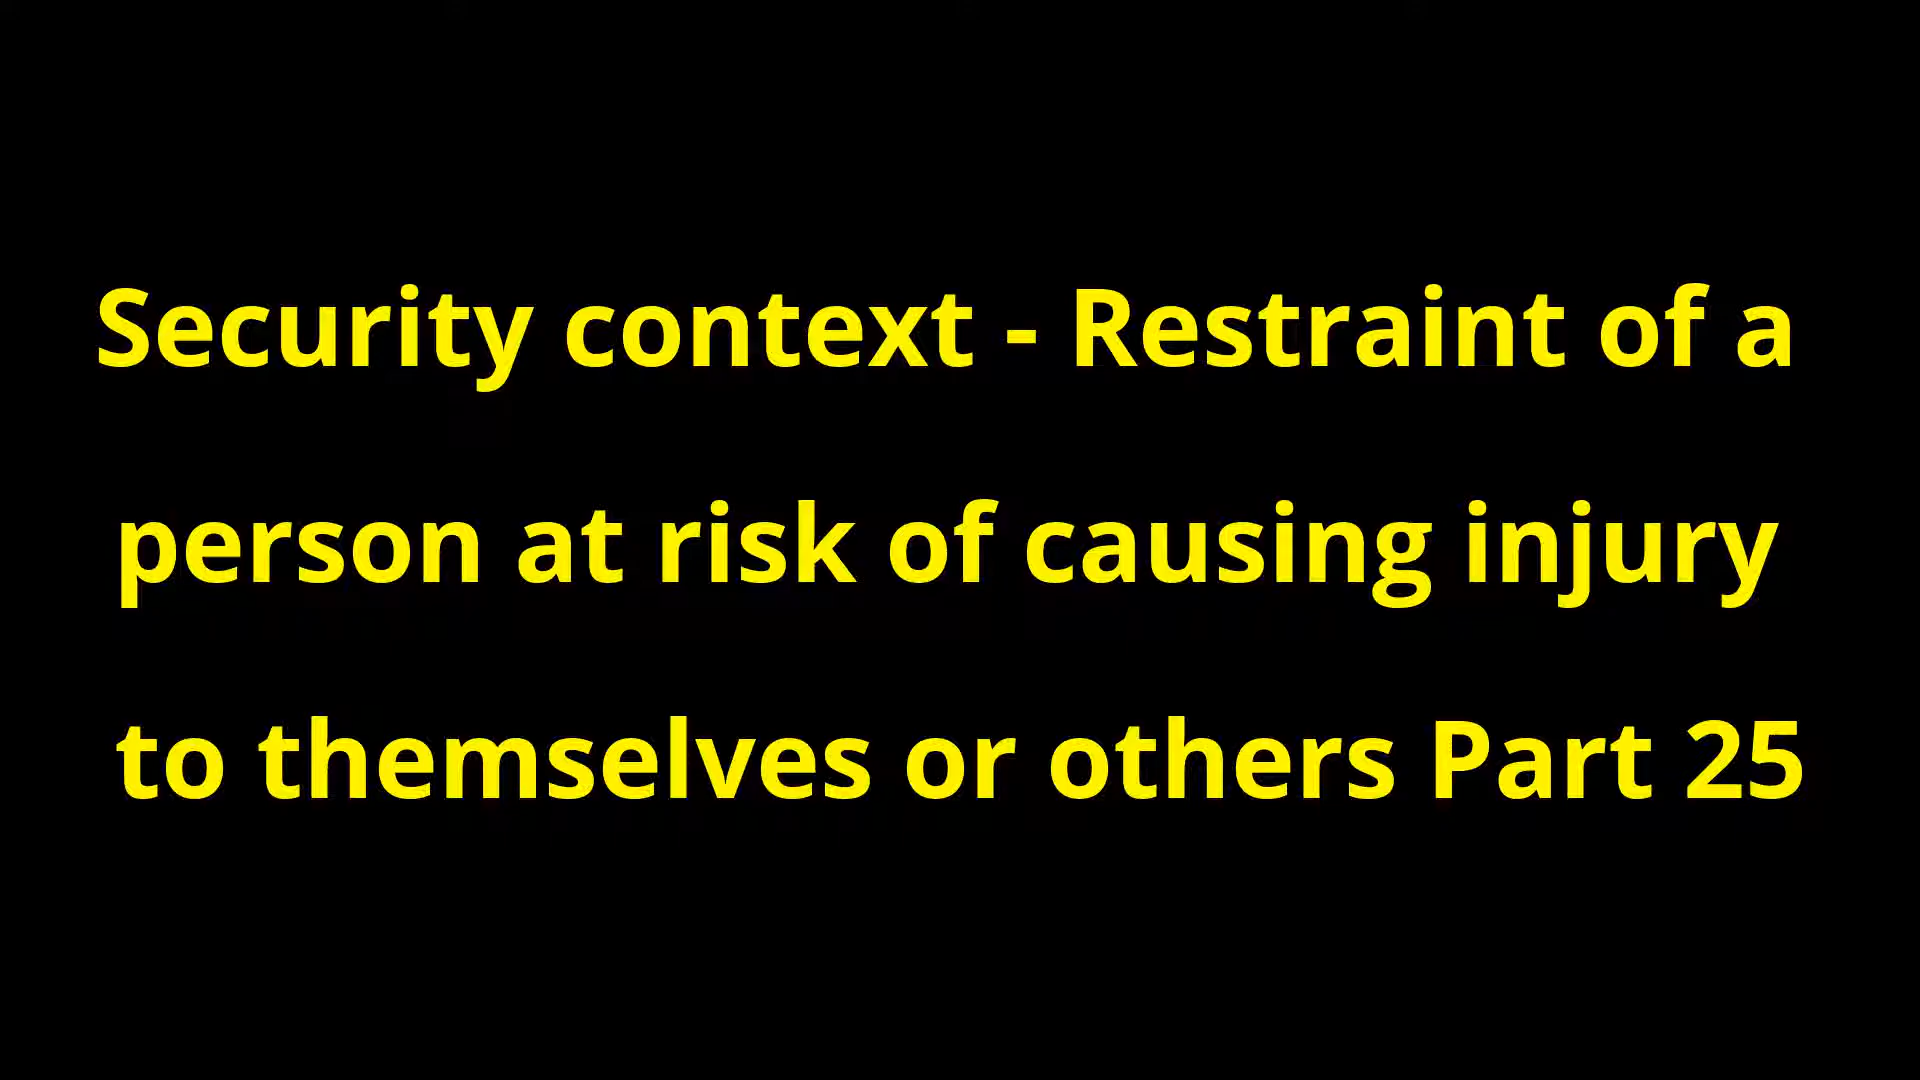 Security context - Restraint of a
person at risk of causing injury
to themselves or others Part 25